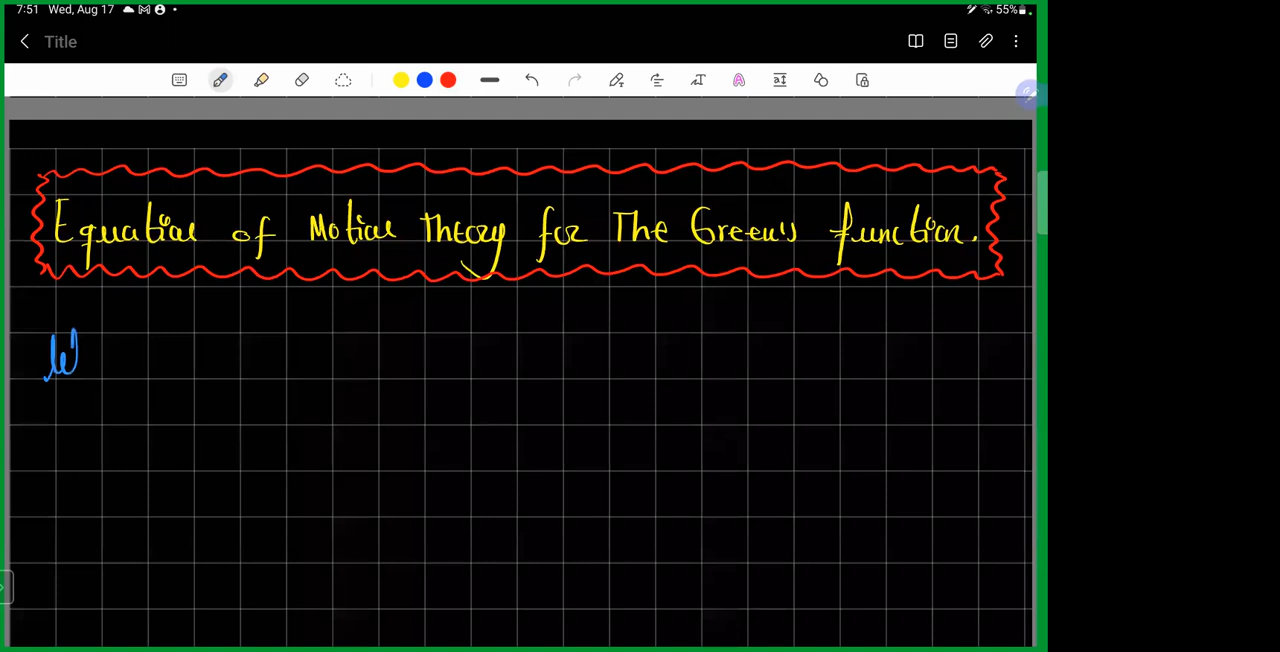 7:51 Wed, Aug 17
55%
Title
Equation of Motion Theory for The Green's function.
W